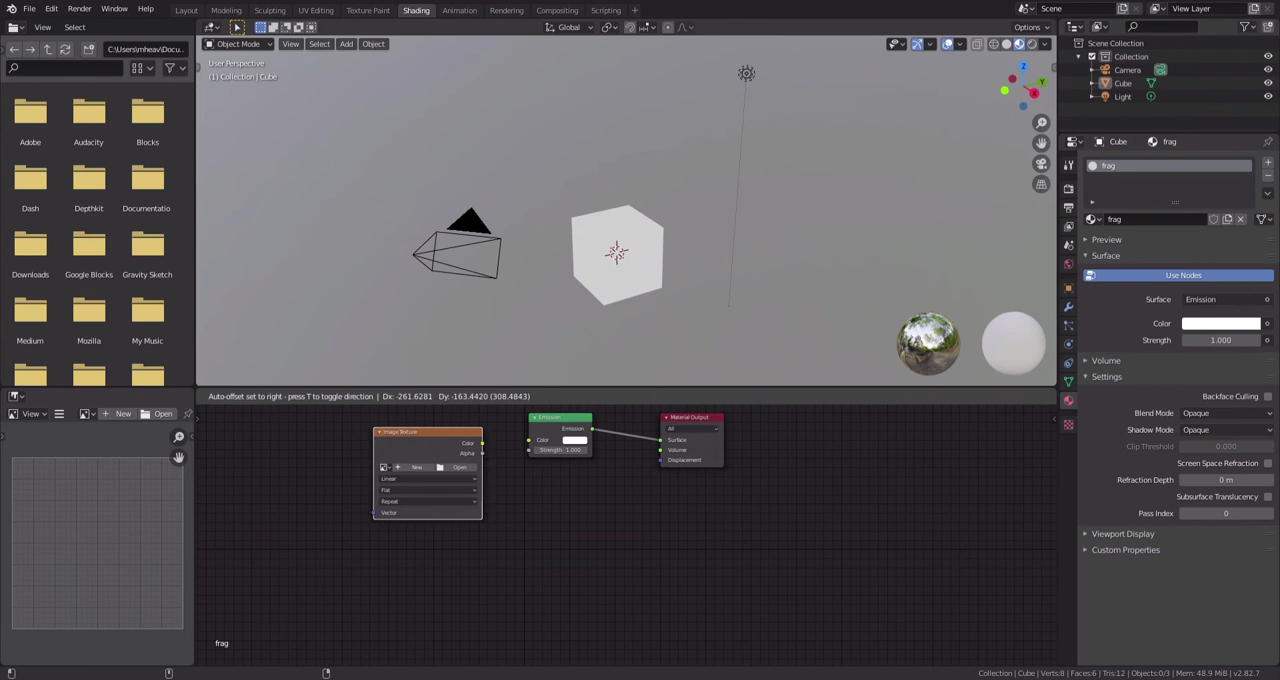 File Edit Render Window Help Layout Modeling Sculpting UV Editing Texture Paint Shading Animation Rendering Compositing Scripting Scene View Layer
View Select Global Options
C:\Users\mheav\Docu...
Object Mode View Select Add Object
User Perspective
(1) Collection | Cube
Z
Y
X
Adobe Audacity Blocks
Dash Depthkit Documentatio
Downloads Google Blocks Gravity Sketch
Medium Mozilla My Music
Scene Collection
Collection
Camera
Cube
Light
Cube frag
frag
frag
Preview
Surface
Use Nodes
Surface Emission
Color
Strength 1.000
Volume
Settings
Backface Culling
Blend Mode Opaque
Shadow Mode Opaque
Clip Threshold 0.000
Screen Space Refraction
Refraction Depth 0 m
Subsurface Translucency
Pass Index 0
Viewport Display
Custom Properties
View New Open
Auto-offset set to right - press T to toggle direction | Dx: -261.6281 Dy: -163.4420 (308.4843)
Image Texture
Color
Alpha
New Open
Linear
Flat
Repeat
Vector
Emission
Emission
Color
Strength 1.000
Material Output
All
Surface
Volume
Displacement
frag
Collection | Cube | Verts:8 | Faces:6 | Tris:12 | Objects:0/3 | Mem: 48.9 MiB | v2.82.7